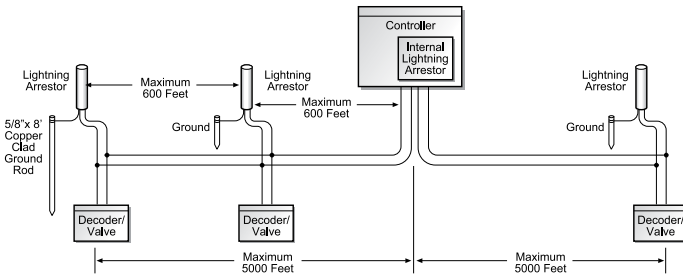 Controller
Internal
Lightning
Arrestor
Lightning
Arrestor
Maximum
600 Feet
Lightning
Arrestor
Maximum
600 Feet
Lightning
Arrestor
5/8"x 8'
Copper
Clad
Ground
Rod
Ground
Ground
Decoder/
Valve
Decoder/
Valve
Decoder/
Valve
Maximum
5000 Feet
Maximum
5000 Feet